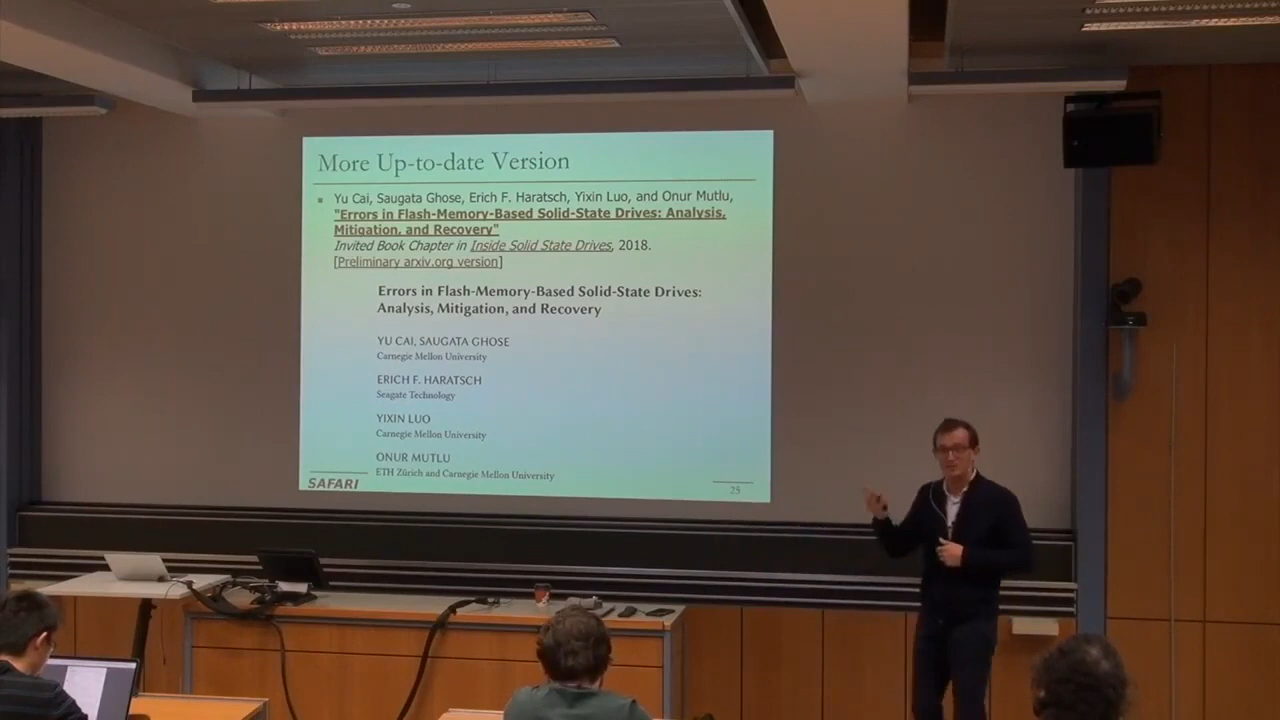 More Up-to-date Version
Yu Cai, Saugata Ghose, Erich F. Haratsch, Yixin Luo, and Onur Mutlu,
"Errors in Flash-Memory-Based Solid-State Drives: Analysis,
Mitigation, and Recovery"
Invited Book Chapter in Inside Solid State Drives, 2018.
[Preliminary arxiv.org version]
Errors in Flash-Memory-Based Solid-State Drives:
Analysis, Mitigation, and Recovery
YU CAI, SAUGATA GHOSE
Carnegie Mellon University
ERICH F. HARATSCH
Seagate Technology
YIXIN LUO
Carnegie Mellon University
ONUR MUTLU
ETH Zürich and Carnegie Mellon University
SAFARI
25